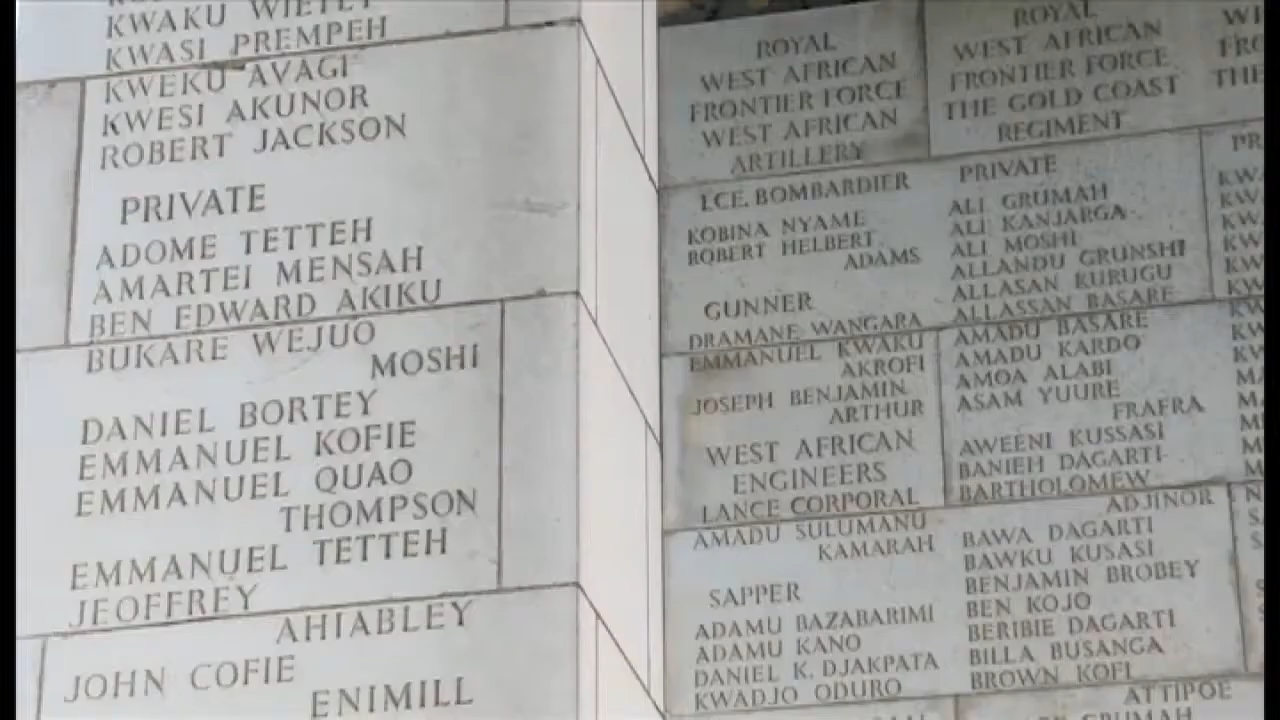 KWAKU WIETEY
KWASI PREMPEH
KWEKU AVAGI
KWESI AKUNOR
ROBERT JACKSON
PRIVATE
ADOME TETTEH
AMARTEI MENSAH
BEN EDWARD AKIKU
BUKARE WEJUO
MOSHI
DANIEL BORTEY
EMMANUEL KOFIE
EMMANUEL QUAO
THOMPSON
EMMANUEL TETTEH
JEOFFREY
AHIABLEY
JOHN COFIE
ENIMILL
ROYAL
WEST AFRICAN
FRONTIER FORCE
WEST AFRICAN
ARTILLERY
LCE. BOMBARDIER
KOBINA NYAME
ROBERT HELBERT
ADAMS
GUNNER
DRAMANE WANGARA
EMMANUEL KWAKU
AKROFI
JOSEPH BENJAMIN
ARTHUR
WEST AFRICAN
ENGINEERS
LANCE CORPORAL
AMADU SULUMANU
KAMARAH
SAPPER
ADAMU BAZABARIMI
ADAMU KANO
DANIEL K. DJAKPATA
KWADJO ODURO
ROYAL
WEST AFRICAN
FRONTIER FORCE
THE GOLD COAST
REGIMENT
PRIVATE
ALI GRUMAH
ALI KANJARGA
ALI MOSHI
ALLANDU GRUNSHI
ALLASAN KURUGU
ALLASSAN BASARE
AMADU BASARE
AMADU KARDO
AMOA ALABI
ASAM YUURE
FRAFRA
AWEENI KUSSASI
BANIEH DAGARTI
BARTHOLOMEW
ADJINOR
BAWA DAGARTI
BAWKU KUSASI
BENJAMIN BROBEY
BEN KOJO
BERIBIE DAGARTI
BILLA BUSANGA
BROWN KOFI
ATTIPOE
GRUMAH